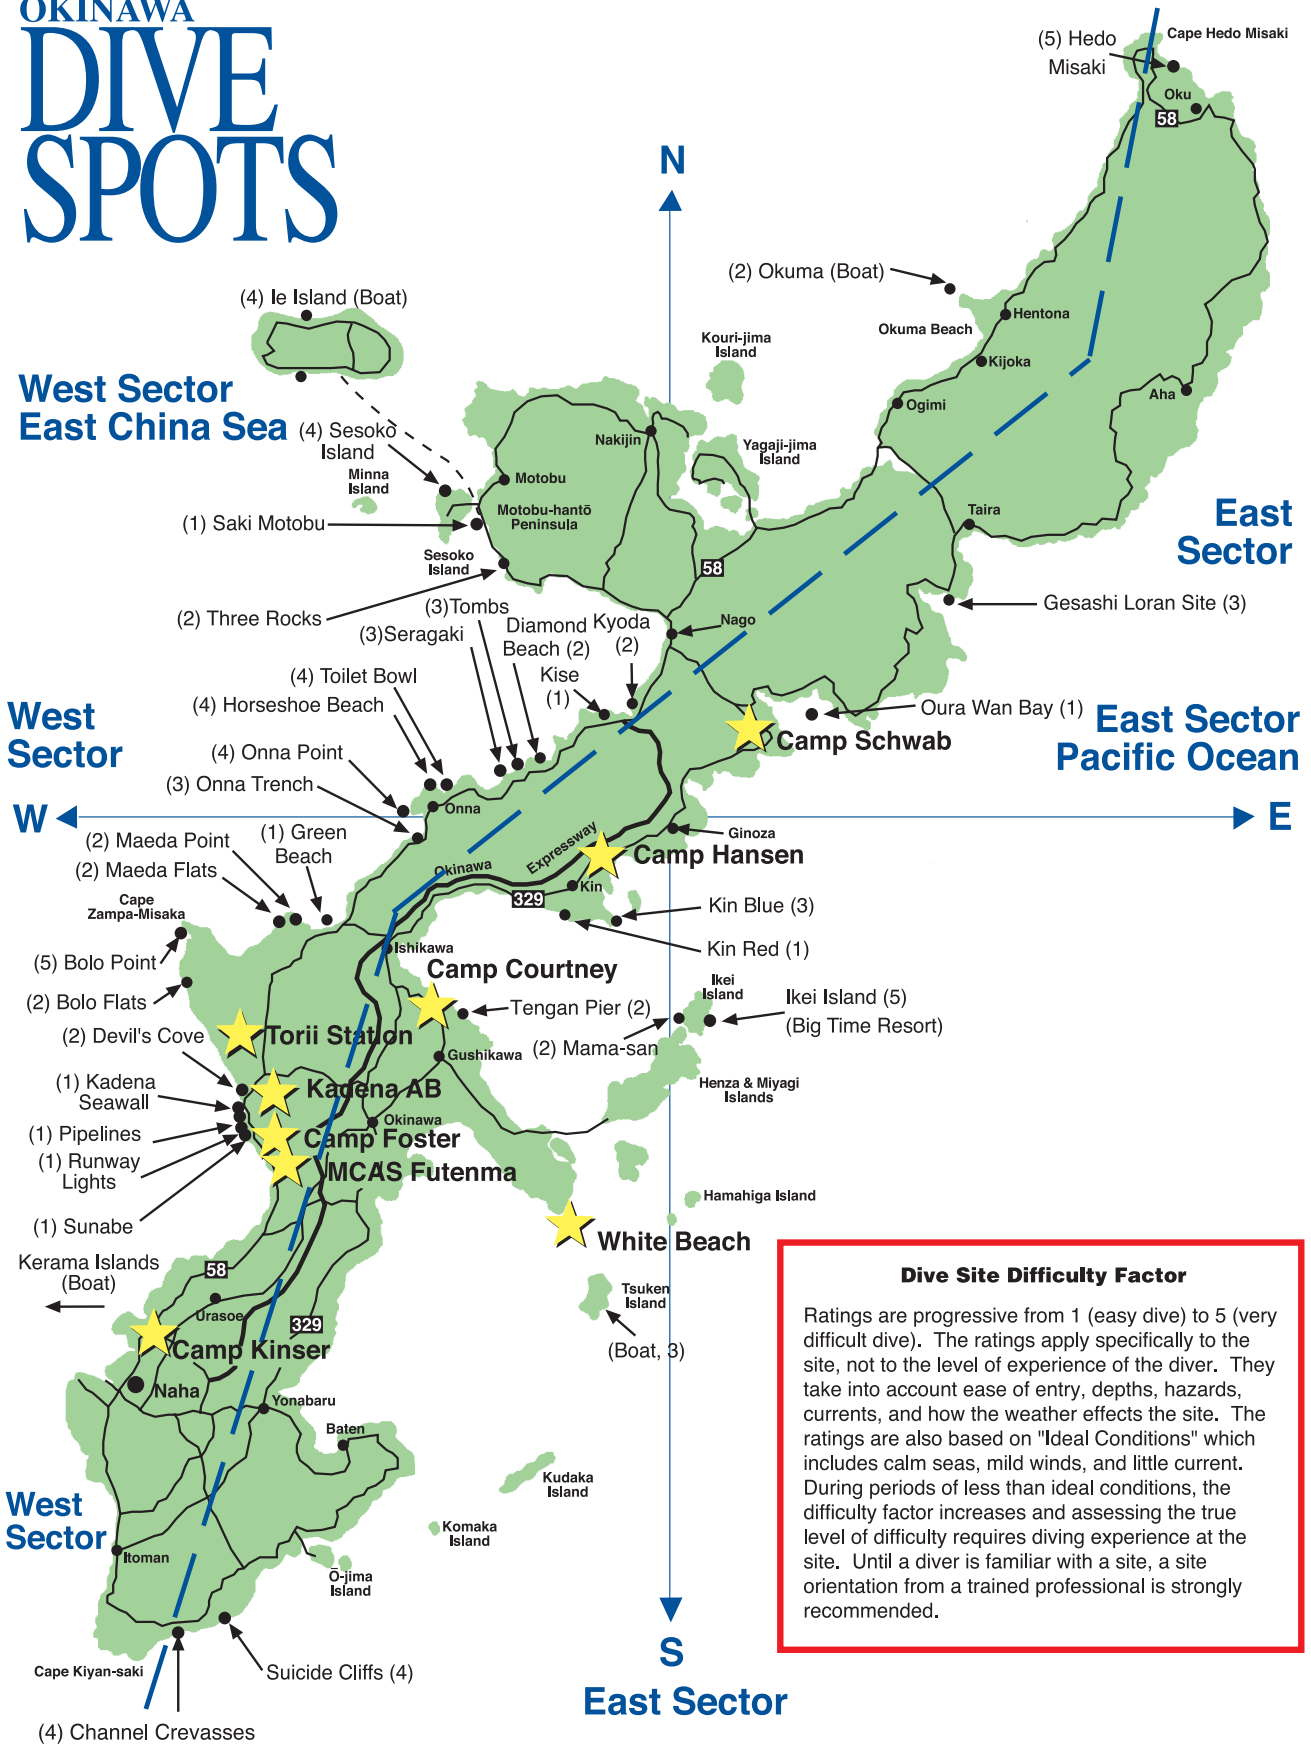 OKINAWA
DIVE
SPOTS
(5) Hedo
Misaki
Cape Hedo Misaki
Oku
58
N
(2) Okuma (Boat)
Hentona
Okuma Beach
Kijoka
Ogimi
Aha
(4) Ie Island (Boat)
Kouri-jima
Island
West Sector
East China Sea
(4) Sesoko
Island
Minna
Island
Nakijin
Yagaji-jima
Island
Motobu
Motobu-hantō
Peninsula
(1) Saki Motobu
Sesoko
Island
Taira
East
Sector
58
(2) Three Rocks
(3)Tombs
(3)Seragaki
Diamond
Beach (2)
Kyoda
(2)
Nago
Gesashi Loran Site (3)
(4) Toilet Bowl
Kise
(1)
(4) Horseshoe Beach
Oura Wan Bay (1)
West
Sector
Camp Schwab
East Sector
Pacific Ocean
(4) Onna Point
(3) Onna Trench
Onna
W
E
(2) Maeda Point
(1) Green
Beach
Ginoza
(2) Maeda Flats
Okinawa
Expressway
Camp Hansen
Kin
329
Cape
Zampa-Misaka
Kin Blue (3)
Ishikawa
Kin Red (1)
(5) Bolo Point
Camp Courtney
(2) Bolo Flats
Ikei
Island
Ikei Island (5)
(Big Time Resort)
Tengan Pier (2)
(2) Devil's Cove
Torii Station
(2) Mama-san
Gushikawa
(1) Kadena
Seawall
Kadena AB
Henza & Miyagi
Islands
Okinawa
(1) Pipelines
Camp Foster
(1) Runway
Lights
MCAS Futenma
Hamahiga Island
(1) Sunabe
White Beach
Kerama Islands
(Boat)
58
Urasoe
329
Tsuken
Island
(Boat, 3)
Camp Kinser
Naha
Yonabaru
Baten
Kudaka
Island
West
Sector
Komaka
Island
Itoman
Ō-jima
Island
Cape Kiyan-saki
Suicide Cliffs (4)
(4) Channel Crevasses
S
East Sector
Dive Site Difficulty Factor
Ratings are progressive from 1 (easy dive) to 5 (very
difficult dive). The ratings apply specifically to the
site, not to the level of experience of the diver. They
take into account ease of entry, depths, hazards,
currents, and how the weather effects the site. The
ratings are also based on "Ideal Conditions" which
includes calm seas, mild winds, and little current.
During periods of less than ideal conditions, the
difficulty factor increases and assessing the true
level of difficulty requires diving experience at the
site. Until a diver is familiar with a site, a site
orientation from a trained professional is strongly
recommended.